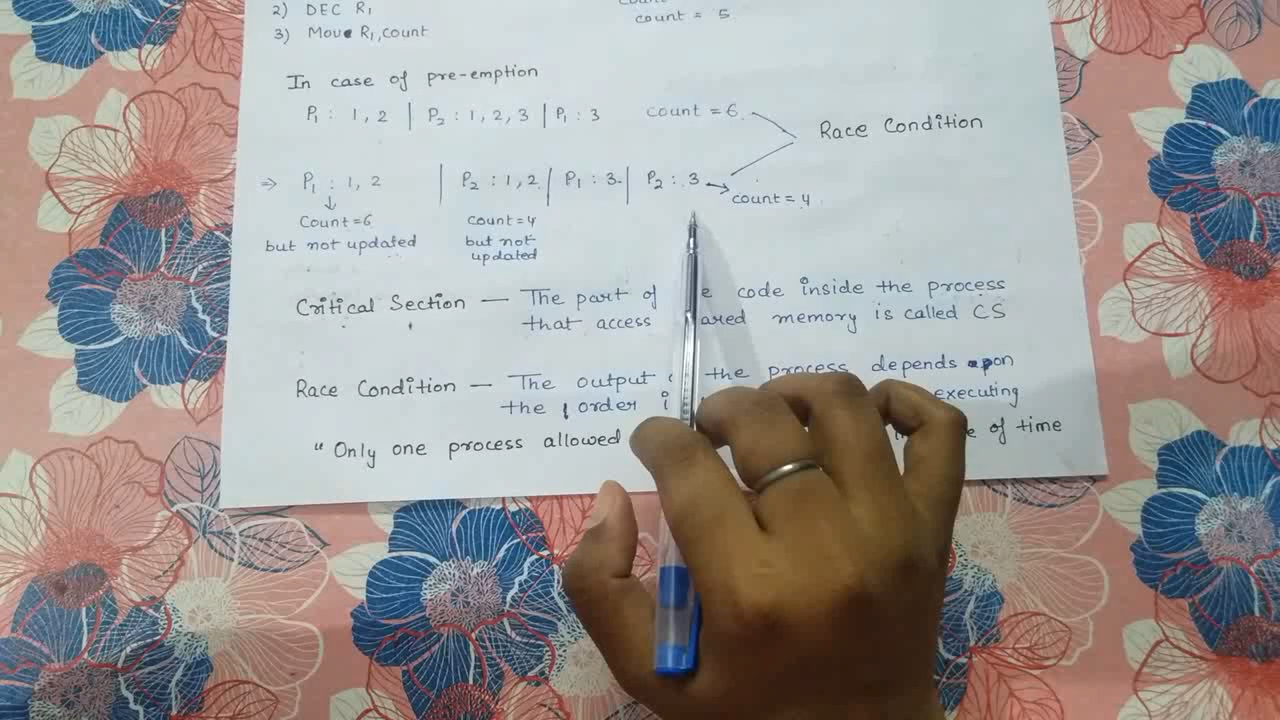 2) DEC R₁
3) Move R₁,count
count = 5
In case of pre-emption
P₁ : 1, 2 | P₂ : 1, 2, 3 | P₁ : 3 count = 6
Race Condition
⇒ P₁ : 1, 2 | P₂ : 1, 2 | P₁ : 3 | P₂ : 3 → count = 4
↓
Count=6 count=4
but not updated but not
updated
Critical Section — The part of code inside the process
that access memory is called CS
Race Condition — The output the process depends upon
the order executing
“ Only one process allowed of time